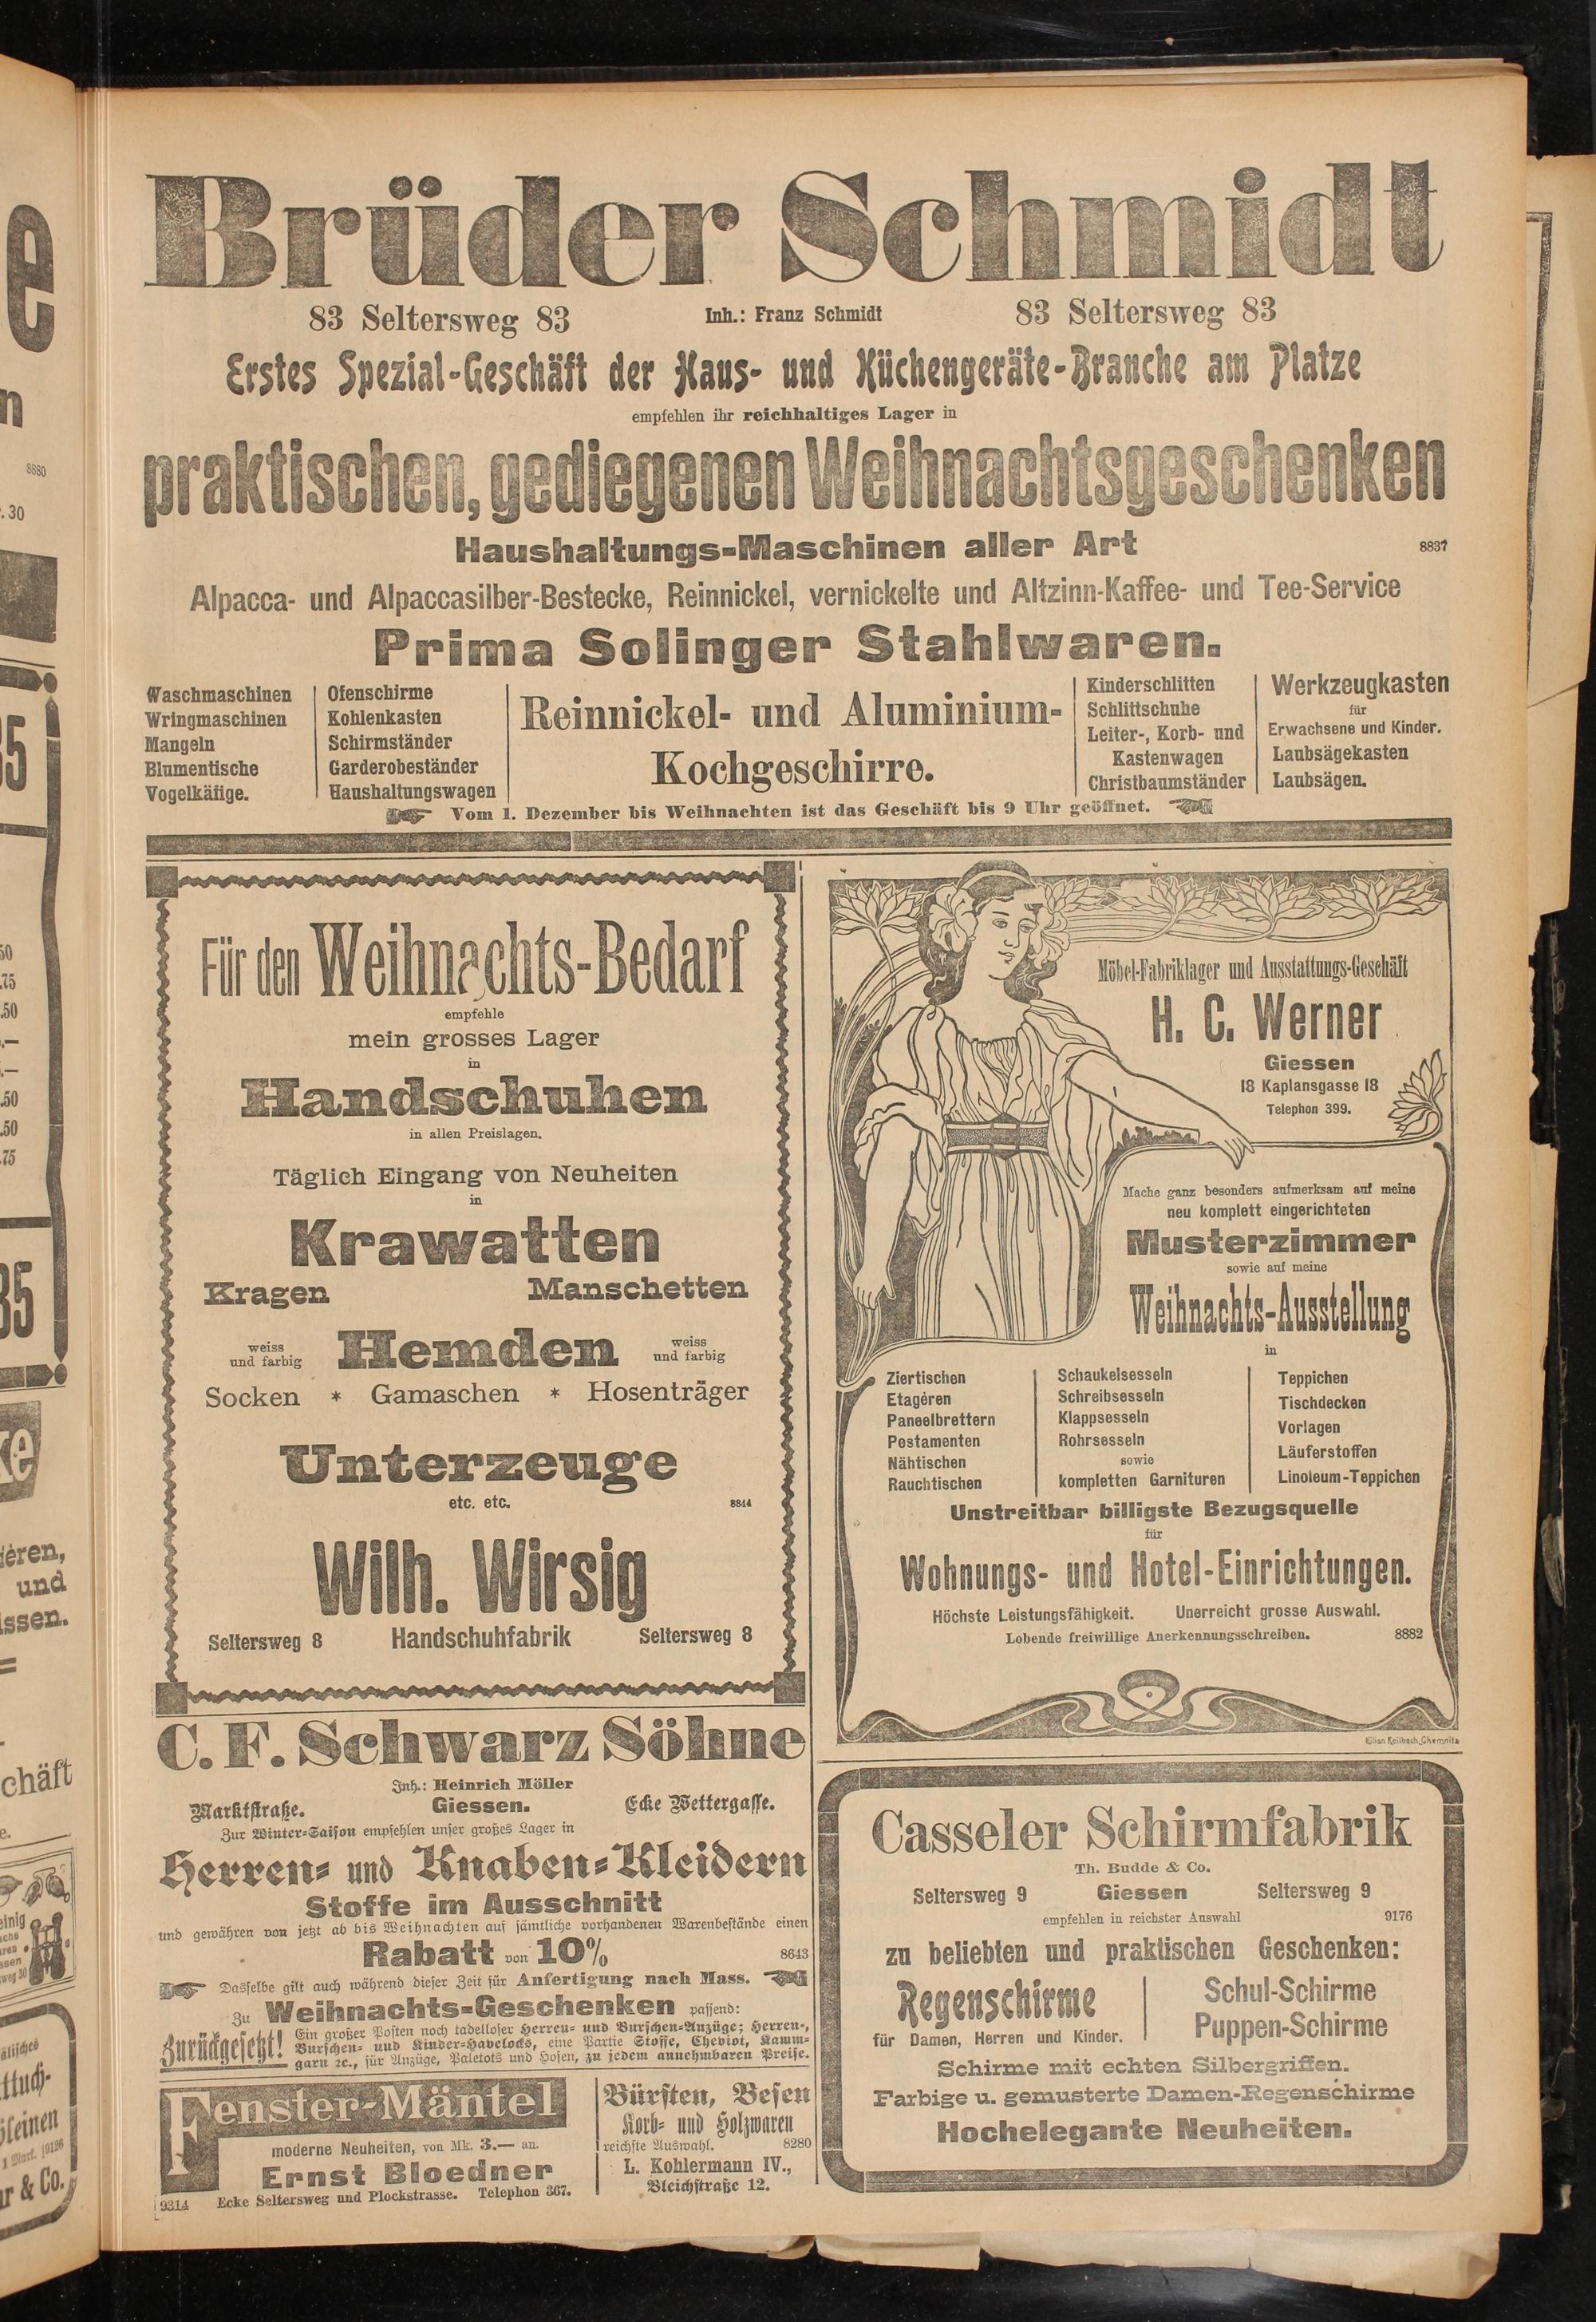 Brüder Schmidt
83 Seltersweg 83 Inh.: Franz Schmidt 83 Seltersweg 83
Erstes Spezial-Geschäft der Haus- und Küchengeräte-Branche am Platze
empfehlen ihr reichhaltiges Lager in
praktischen, gediegenen Weihnachtsgeschenken
Haushaltungs-Maschinen aller Art 8837
Alpacca- und Alpaccasilber-Bestecke, Reinnickel, vernickelte und Altzinn-Kaffee- und Tee-Service
Prima Solinger Stahlwaren.
Waschmaschinen
Wringmaschinen
Mangeln
Blumentische
Vogelkäfige.
Ofenschirme
Kohlenkasten
Schirmständer
Garderobeständer
Haushaltungswagen
Reinnickel- und Aluminium-
Kochgeschirre.
Kinderschlitten
Schlittschuhe
Leiter-, Korb- und
Kastenwagen
Christbaumständer
Werkzeugkasten
für
Erwachsene und Kinder.
Laubsägekasten
Laubsägen.
Vom 1. Dezember bis Weihnachten ist das Geschäft bis 9 Uhr geöffnet.
Für den Weihnachts-Bedarf
empfehle
mein grosses Lager
in
Handschuhen
in allen Preislagen.
Täglich Eingang von Neuheiten
in
Krawatten
Kragen Manschetten
weiss
und farbig Hemden weiss
und farbig
Socken * Gamaschen * Hosenträger
Unterzeuge
etc. etc. 8844
Wilh. Wirsig
Seltersweg 8 Handschuhfabrik Seltersweg 8
Möbel-Fabriklager und Ausstattungs-Geschäft
H. C. Werner
Giessen
18 Kaplansgasse 18
Telephon 399.
Mache ganz besonders aufmerksam auf meine
neu komplett eingerichteten
Musterzimmer
sowie auf meine
Weihnachts-Ausstellung
in
Ziertischen
Etagèren
Paneelbrettern
Postamenten
Nähtischen
Rauchtischen
Schaukelsesseln
Schreibsesseln
Klappsesseln
Rohrsesseln
sowie
kompletten Garnituren
Teppichen
Tischdecken
Vorlagen
Läuferstoffen
Linoleum-Teppichen
Unstreitbar billigste Bezugsquelle
für
Wohnungs- und Hotel-Einrichtungen.
Höchste Leistungsfähigkeit. Unerreicht grosse Auswahl.
Lobende freiwillige Anerkennungsschreiben. 8882
Kilian Keilbach, Chemnitz
C. F. Schwarz Söhne
Inh.: Heinrich Möller
Marktstraße. Giessen. Ecke Wettergasse.
Zur Winter-Saison empfehlen unser großes Lager in
Herren- und Knaben-Kleidern
Stoffe im Ausschnitt
und gewähren von jetzt ab bis Weihnachten auf sämtliche vorhandenen Warenbestände einen
Rabatt von 10% 8643
Dasselbe gilt auch während dieser Zeit für Anfertigung nach Mass.
Zu Weihnachts-Geschenken passend:
Zurückgesetzt! Ein großer Posten noch tadelloser Herren- und Burschen-Anzüge; Herren-,
Burschen- und Kinder-Havelocks, eine Partie Stoffe, Cheviot, Kamm-
garn ꝛc., für Anzüge, Paletots und Hosen, zu jedem annehmbaren Preise.
Fenster-Mäntel
moderne Neuheiten, von Mk. 3.— an.
Ernst Bloedner
9314 Ecke Seltersweg und Plockstrasse. Telephon 367.
Bürsten, Besen
Korb- und Holzwaren
reichste Auswahl. 8280
L. Kohlermann IV.,
Bleichstraße 12.
Casseler Schirmfabrik
Th. Budde & Co.
Seltersweg 9 Giessen Seltersweg 9
empfehlen in reichster Auswahl 9176
zu beliebten und praktischen Geschenken:
Regenschirme
für Damen, Herren und Kinder.
Schul-Schirme
Puppen-Schirme
Schirme mit echten Silbergriffen.
Farbige u. gemusterte Damen-Regenschirme
Hochelegante Neuheiten.